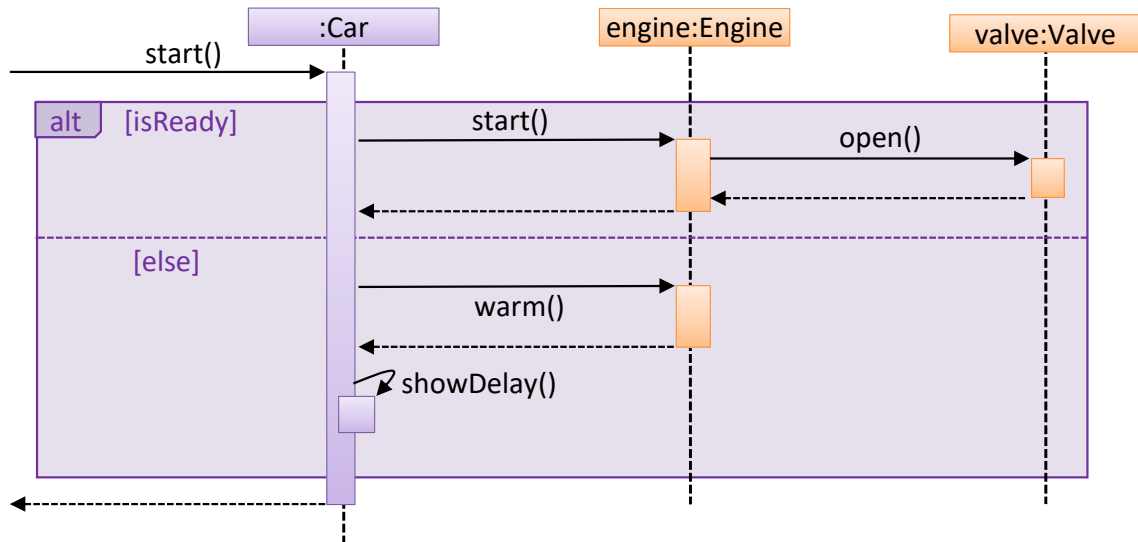 :Car
engine:Engine
valve:Valve
start()
alt [isReady]
start()
open()
[else]
warm()
showDelay()